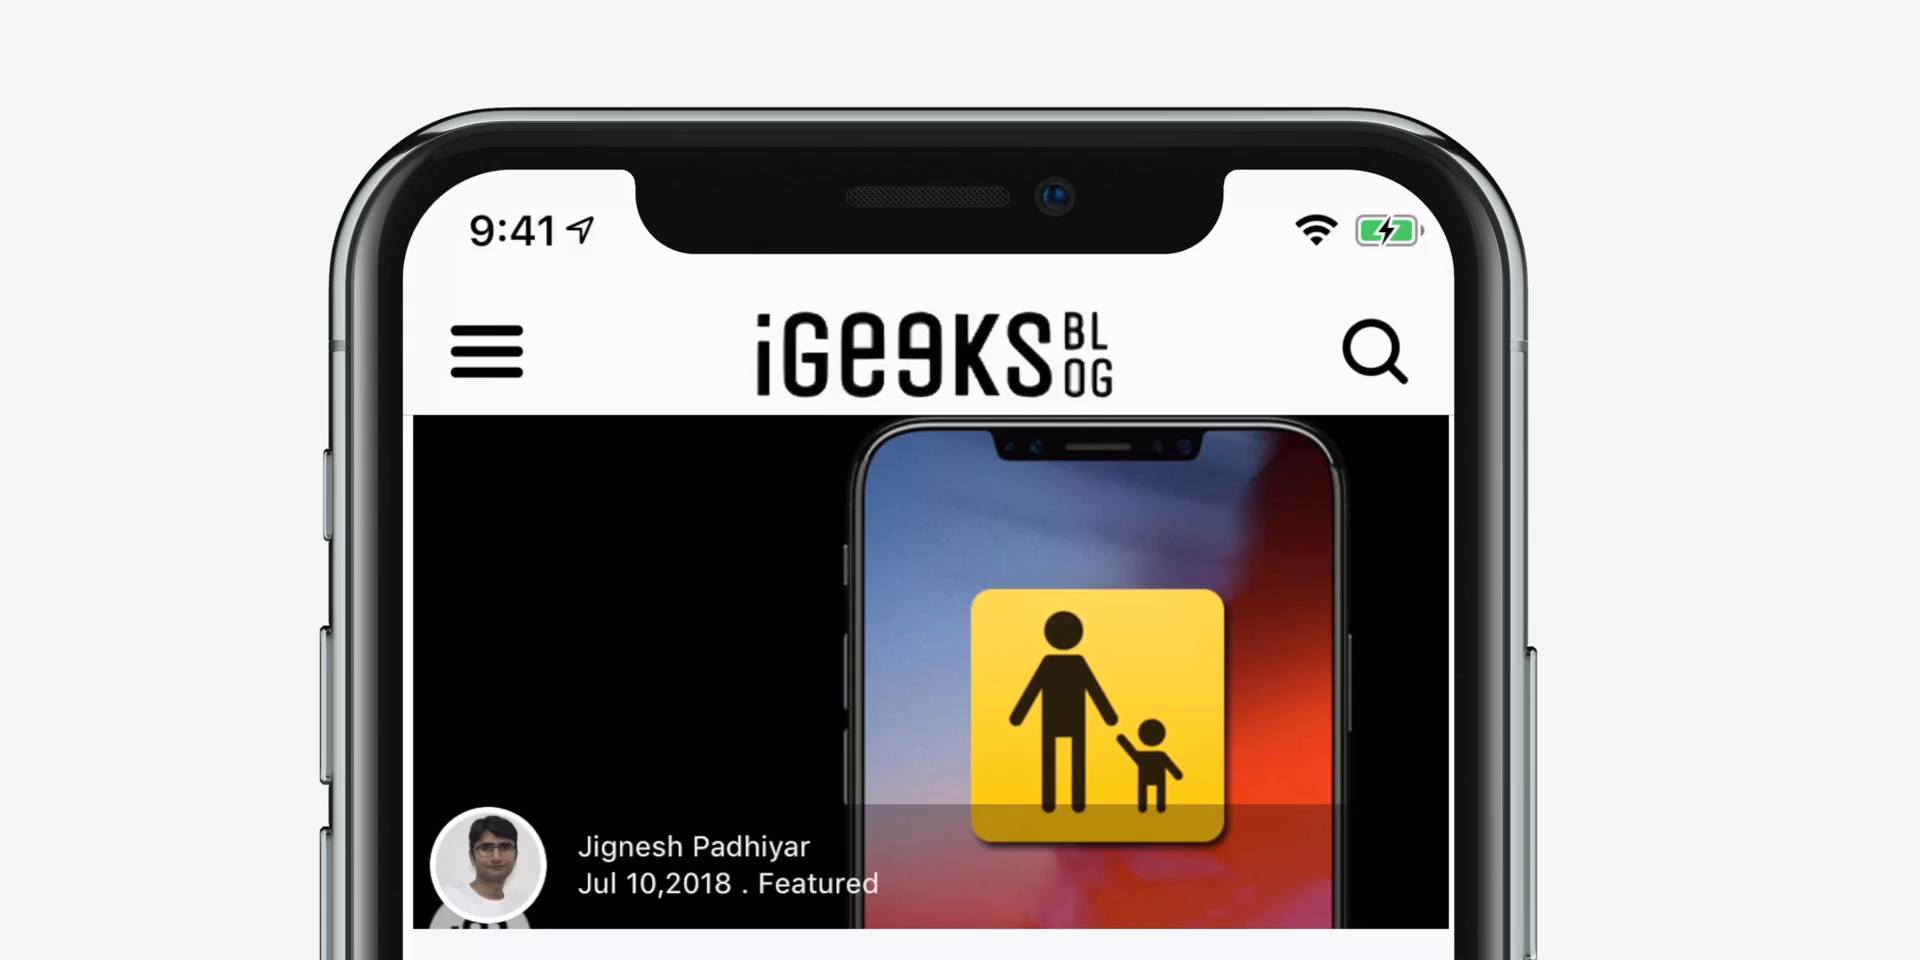 9:41
iGeeKS BL
OG
Jignesh Padhiyar
Jul 10,2018 . Featured